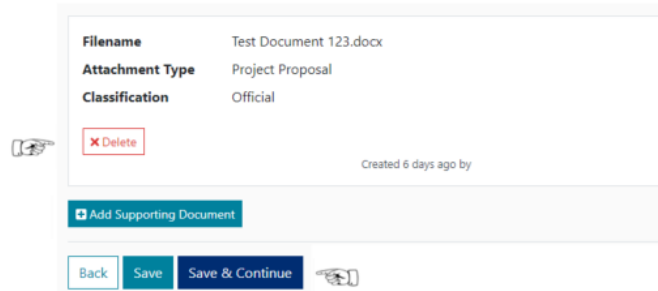 Filename Test Document 123.docx
Attachment Type Project Proposal
Classification Official
Delete
Created 6 days ago by
Add Supporting Document
Back Save Save & Continue